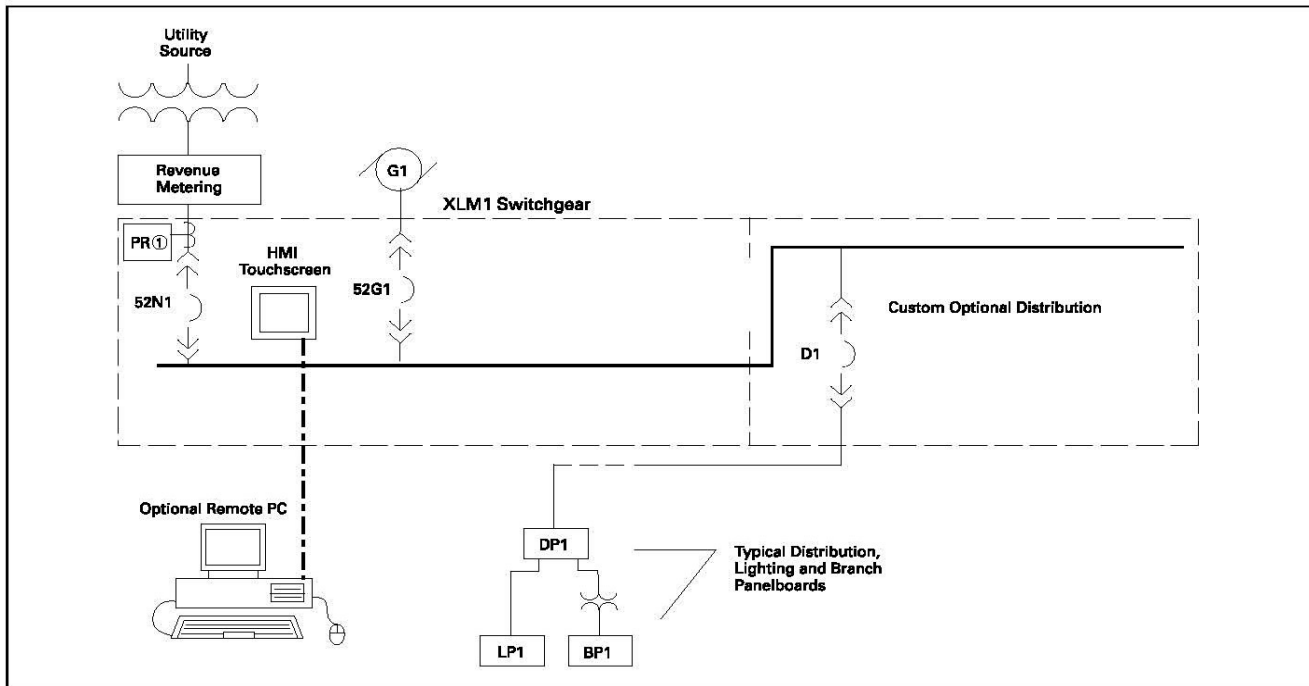 Utility
Source
Revenue
Metering
G1
XLM1 Switchgear
PR①
HMI
Touchscreen
52N1
52G1
Custom Optional Distribution
D1
Optional Remote PC
DP1
Typical Distribution,
Lighting and Branch
Panelboards
LP1
BP1